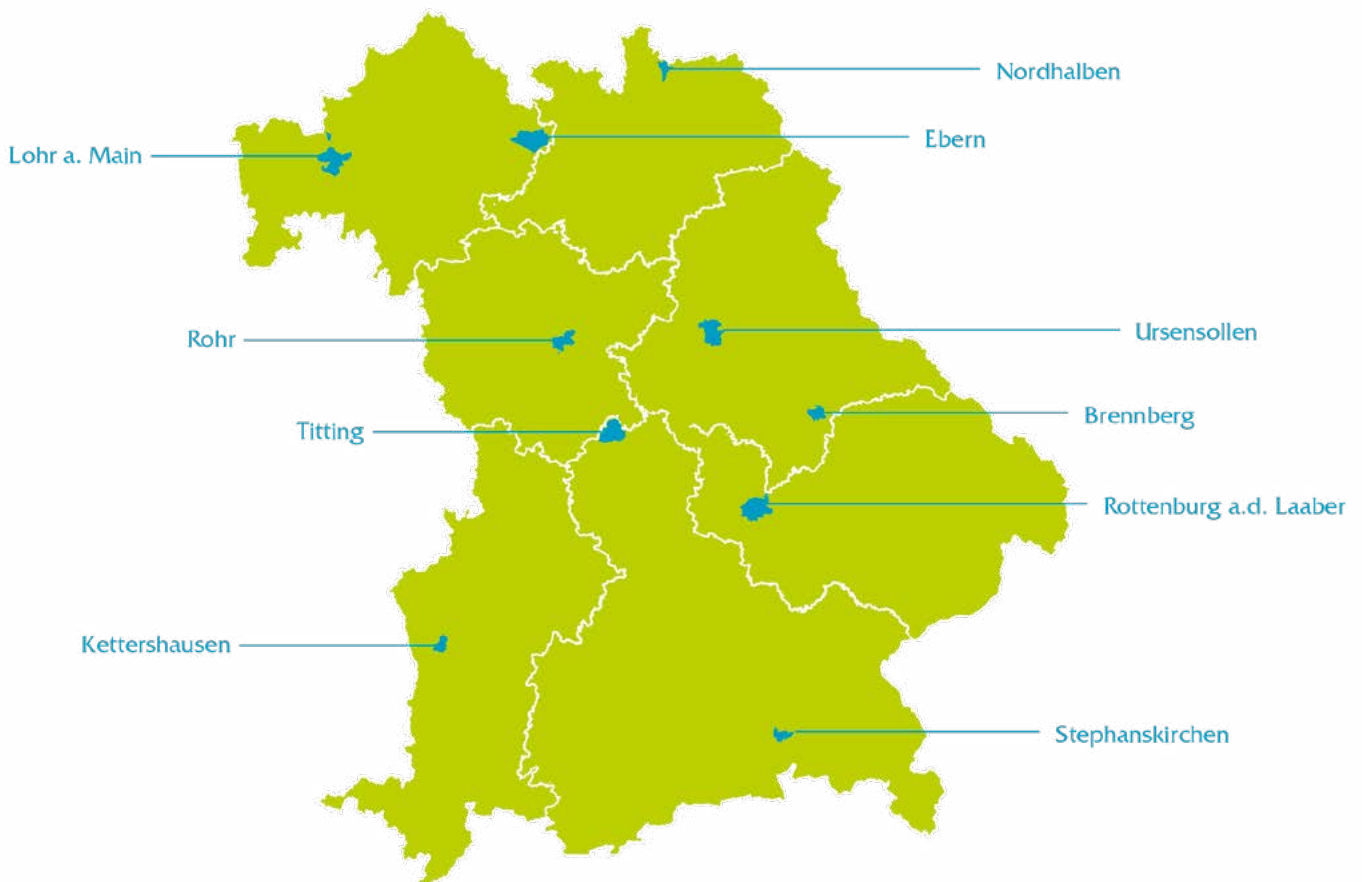 Nordhalben
Ebern
Lohr a. Main
Rohr
Ursensollen
Brennberg
Titting
Rottenburg a.d. Laaber
Kettershausen
Stephanskirchen